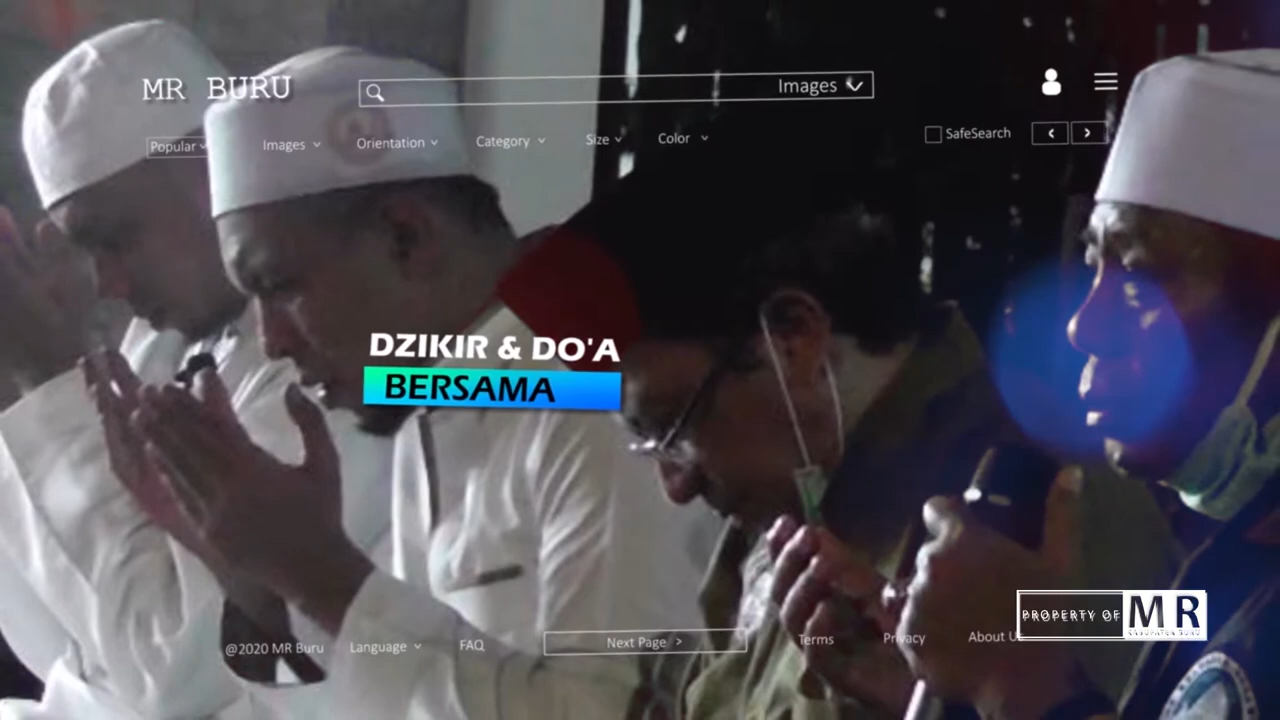 MR BURU
Images
Popular
Images
Orientation
Category
Size
Color
SafeSearch
DZIKIR & DO'A
BERSAMA
PROPERTY OF MR
@2020 MR Buru
Language
FAQ
Next Page >
Terms
Privacy
About Us